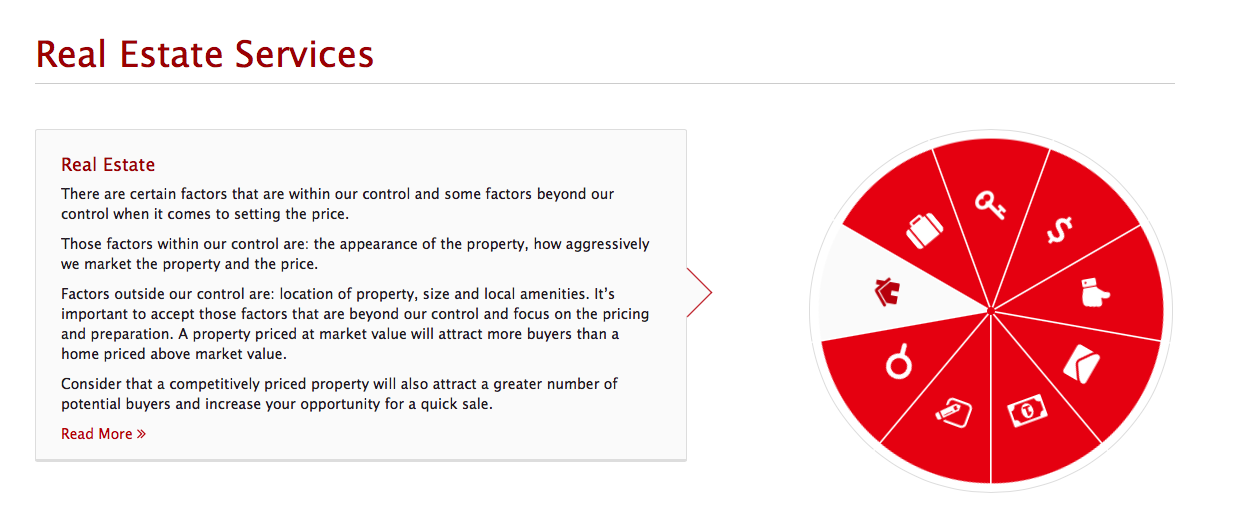 Real Estate Services
Real Estate
There are certain factors that are within our control and some factors beyond our
control when it comes to setting the price.
Those factors within our control are: the appearance of the property, how aggressively
we market the property and the price.
Factors outside our control are: location of property, size and local amenities. It’s
important to accept those factors that are beyond our control and focus on the pricing
and preparation. A property priced at market value will attract more buyers than a
home priced above market value.
Consider that a competitively priced property will also attract a greater number of
potential buyers and increase your opportunity for a quick sale.
Read More »